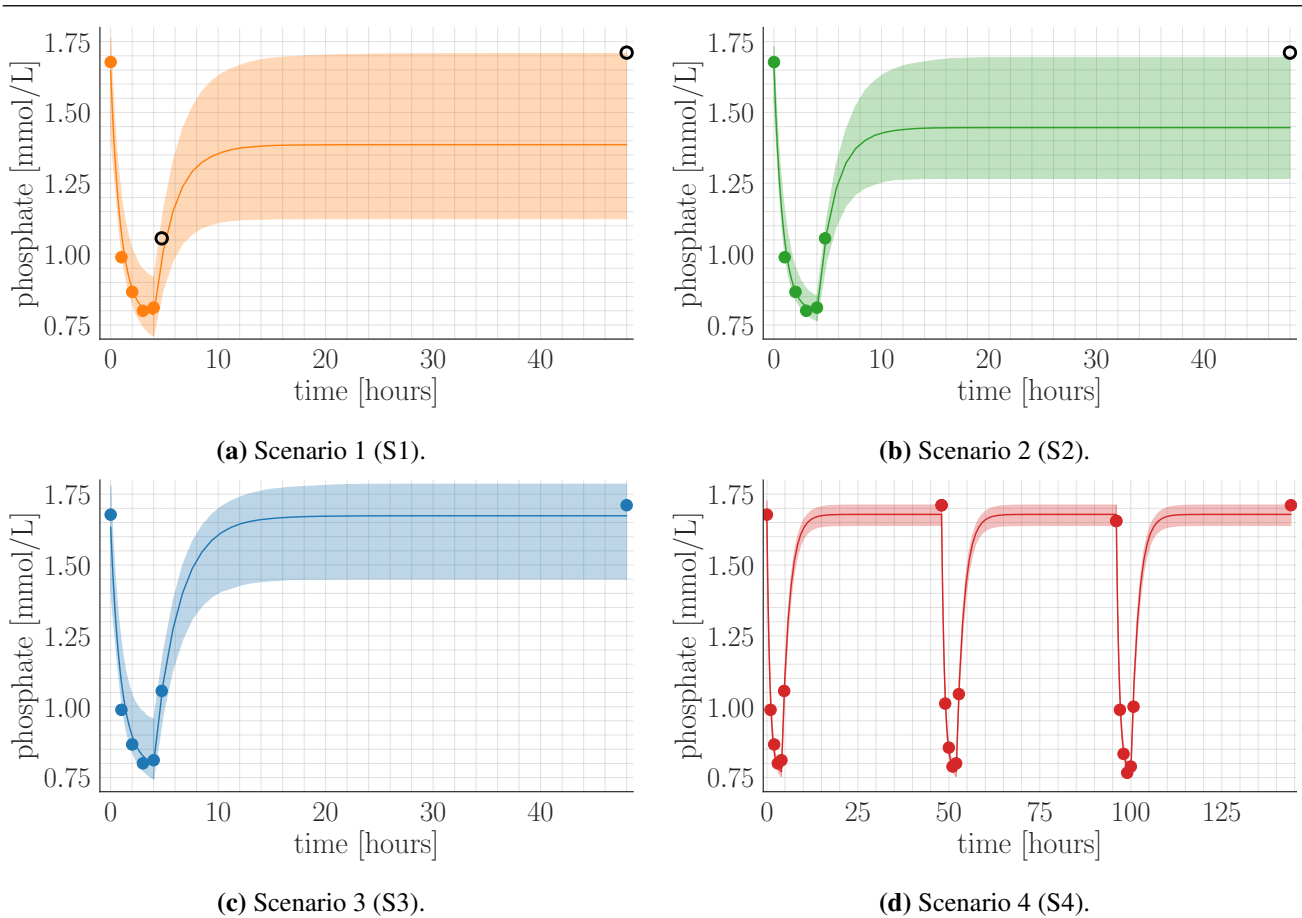 1.75
1.50
1.25
1.00
0.75
phosphate [mmol/L]
0 10 20 30 40
time [hours]
(a) Scenario 1 (S1).
1.75
1.50
1.25
1.00
0.75
phosphate [mmol/L]
0 10 20 30 40
time [hours]
(b) Scenario 2 (S2).
1.75
1.50
1.25
1.00
0.75
phosphate [mmol/L]
0 10 20 30 40
time [hours]
(c) Scenario 3 (S3).
1.75
1.50
1.25
1.00
0.75
phosphate [mmol/L]
0 25 50 75 100 125
time [hours]
(d) Scenario 4 (S4).